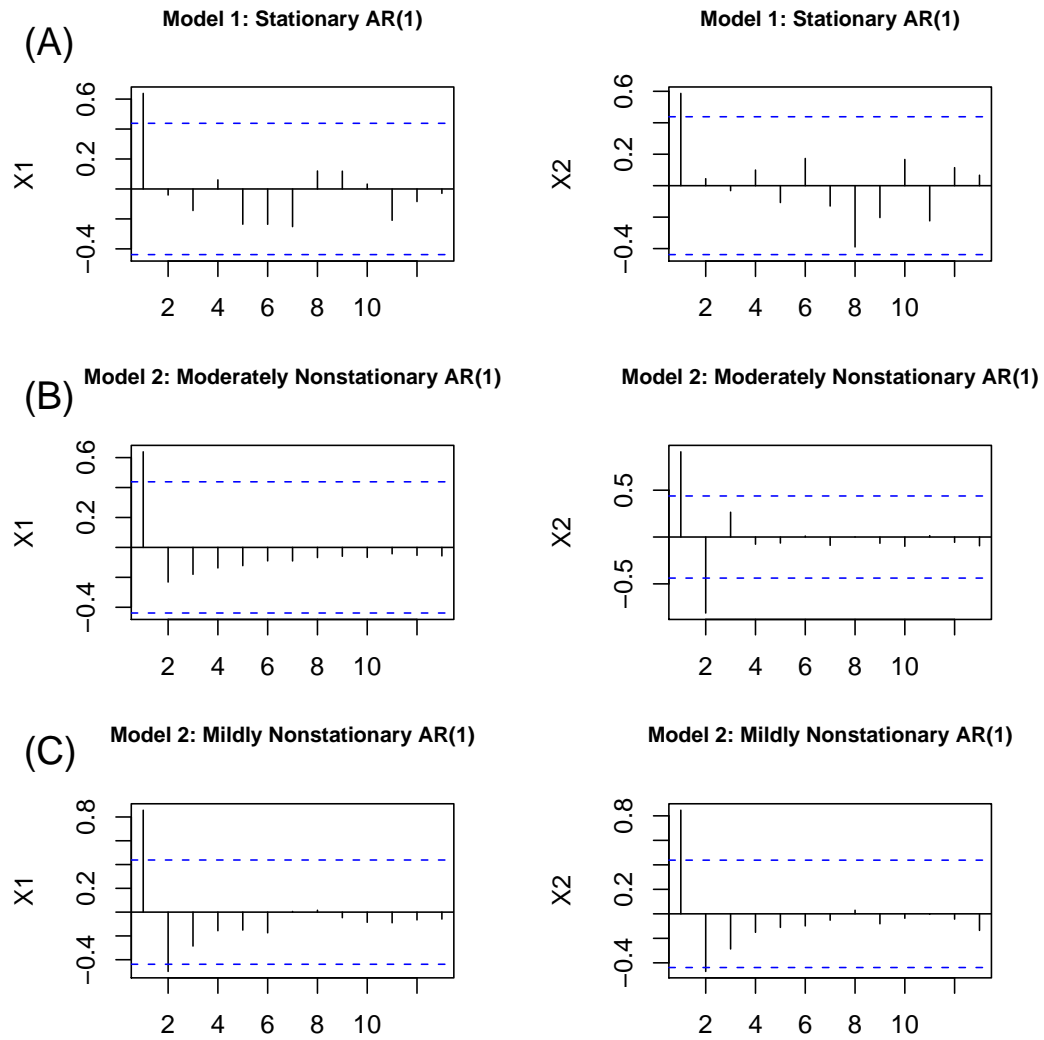 (A)
Model 1: Stationary AR(1)
X1
0.6
0.2
−0.4
2 4 6 8 10
Model 1: Stationary AR(1)
X2
0.6
0.2
−0.4
2 4 6 8 10
(B)
Model 2: Moderately Nonstationary AR(1)
X1
0.6
0.2
−0.4
2 4 6 8 10
Model 2: Moderately Nonstationary AR(1)
X2
0.5
−0.5
2 4 6 8 10
(C)
Model 2: Mildly Nonstationary AR(1)
X1
0.8
0.2
−0.4
2 4 6 8 10
Model 2: Mildly Nonstationary AR(1)
X2
0.8
0.2
−0.4
2 4 6 8 10